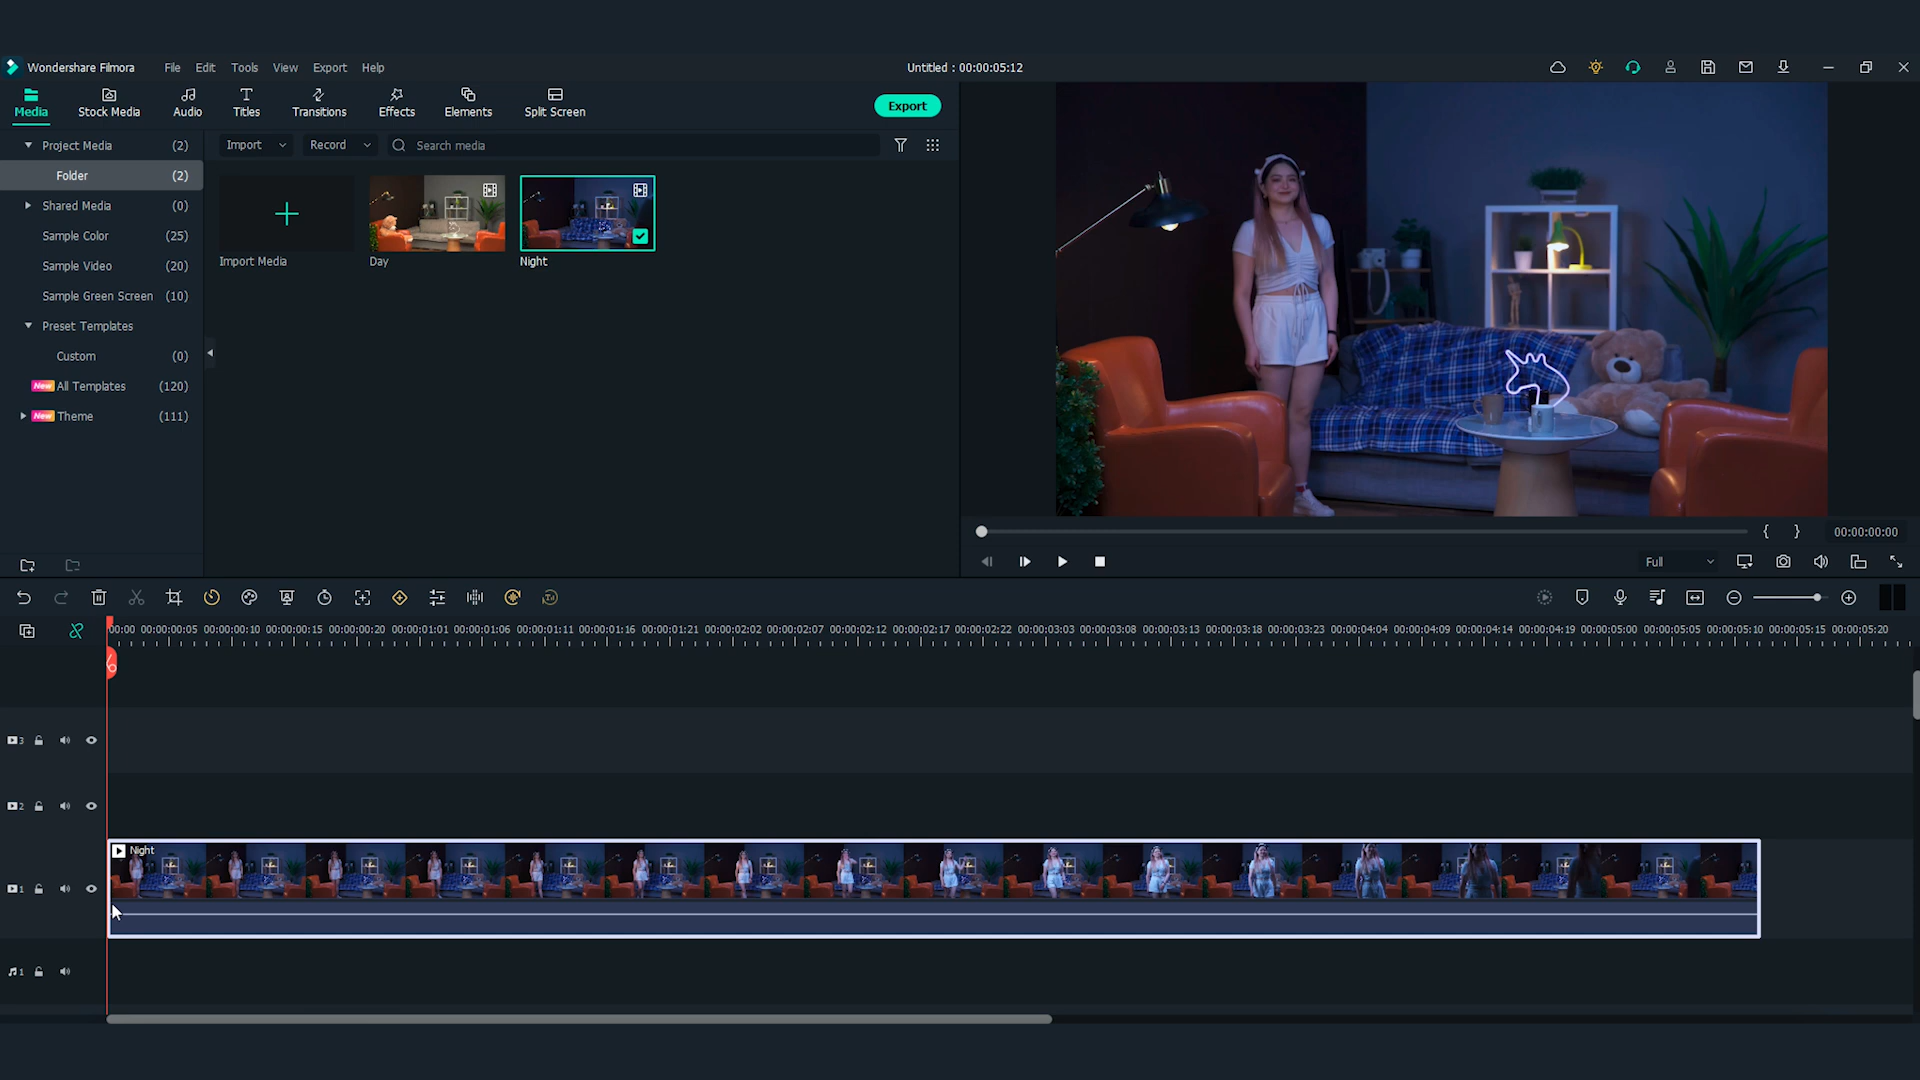 Wondershare Filmora File Edit Tools View Export Help Untitled : 00:00:05:12
Media Stock Media Audio Titles Transitions Effects Elements Split Screen Export
Project Media (2)
Folder (2)
Shared Media (0)
Sample Color (25)
Sample Video (20)
Sample Green Screen (10)
Preset Templates
Custom (0)
New All Templates (120)
New Theme (111)
Import Record Search media
Import Media Day Night
{ } 00:00:00:00
Full
00:00 00:00:00:05 00:00:00:10 00:00:00:15 00:00:00:20 00:00:01:01 00:00:01:06 00:00:01:11 00:00:01:16 00:00:01:21 00:00:02:02 00:00:02:07 00:00:02:12 00:00:02:17 00:00:02:22 00:00:03:03 00:00:03:08 00:00:03:13 00:00:03:18 00:00:03:23 00:00:04:04 00:00:04:09 00:00:04:14 00:00:04:19 00:00:05:00 00:00:05:05 00:00:05:10 00:00:05:15 00:00:05:20
3
2
Night
1
1